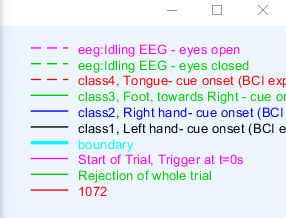 eeg:Idling EEG - eyes open
eeg:Idling EEG - eyes closed
class4, Tongue- cue onset (BCI exp
class3, Foot, towards Right - cue on
class2, Right hand- cue onset (BCI e
class1, Left hand- cue onset (BCI ex
boundary
Start of Trial, Trigger at t=0s
Rejection of whole trial
1072